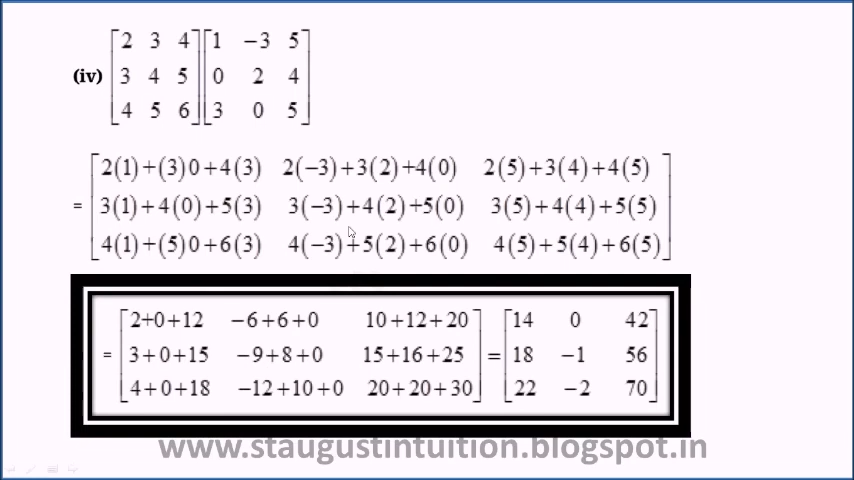 (iv) [2 3 4 [1 −3 5
3 4 5 0 2 4
4 5 6] 3 0 5]
= [2(1)+(3)0+4(3) 2(−3)+3(2)+4(0) 2(5)+3(4)+4(5)
3(1)+4(0)+5(3) 3(−3)+4(2)+5(0) 3(5)+4(4)+5(5)
4(1)+(5)0+6(3) 4(−3)+5(2)+6(0) 4(5)+5(4)+6(5)]
= [2+0+12 −6+6+0 10+12+20 = [14 0 42
3+0+15 −9+8+0 15+16+25 18 −1 56
4+0+18 −12+10+0 20+20+30] 22 −2 70]
www.staugustintuition.blogspot.in